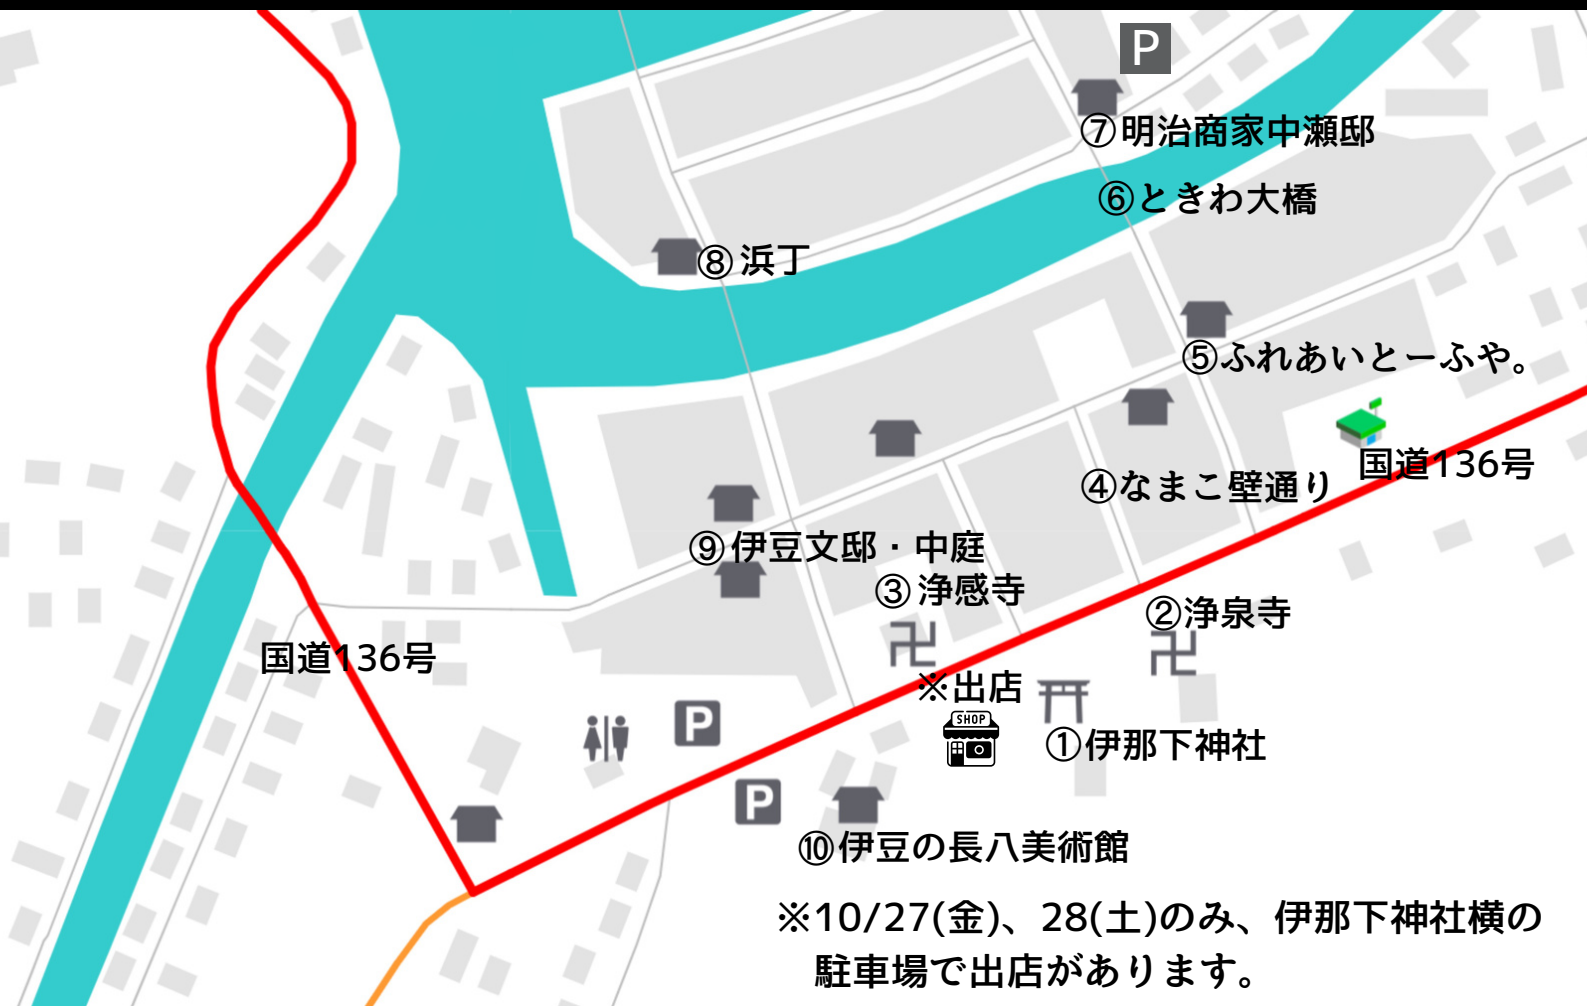 P
⑦明治商家中瀬邸
⑥ときわ大橋
⑧浜丁
⑤ふれあいとーふや。
国道136号
④なまこ壁通り
⑨伊豆文邸・中庭
③浄感寺
②浄泉寺
国道136号
※出店
SHOP
P
①伊那下神社
P
⑩伊豆の長八美術館
※10/27(金)、28(土)のみ、伊那下神社横の
駐車場で出店があります。